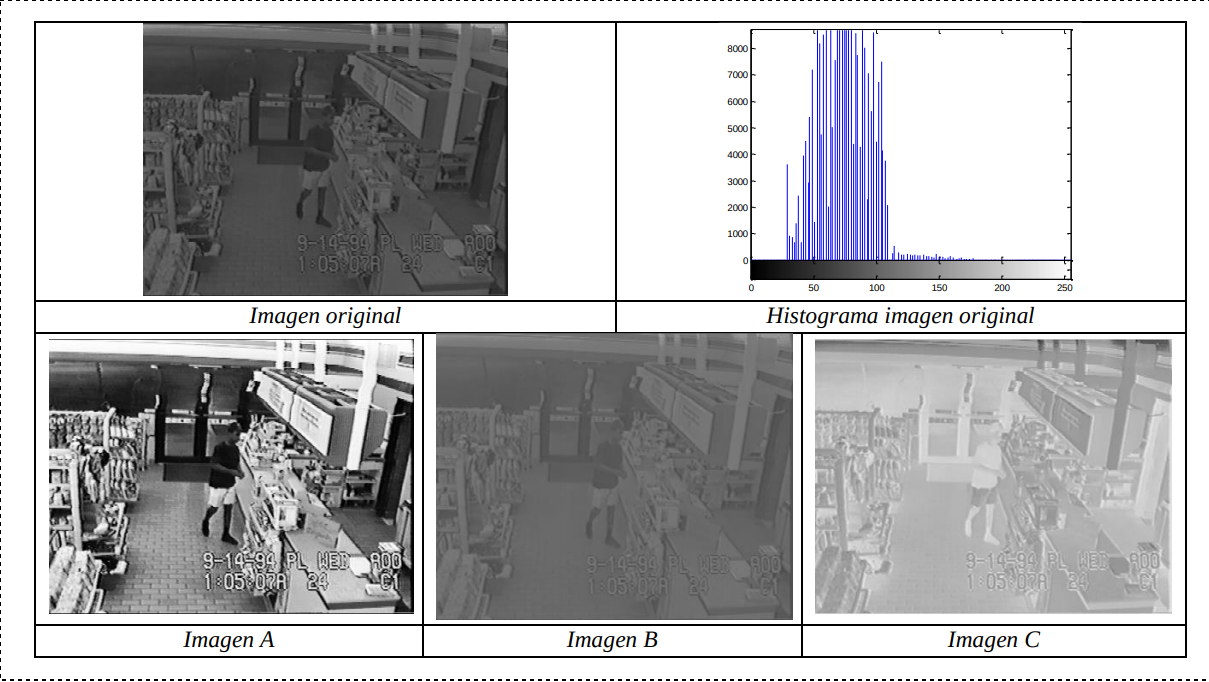 9-14-94 PL WED A00
1:05:07A 24 C1
8000
7000
6000
5000
4000
3000
2000
1000
0
0 50 100 150 200 250
Imagen original
Histograma imagen original
9-14-94 PL WED A00
1:05:07A 24 C1
9-14-94 PL WED A00
1:05:07A 24 C1
9-14-94 PL WED A00
1:05:07A 24 C1
Imagen A
Imagen B
Imagen C